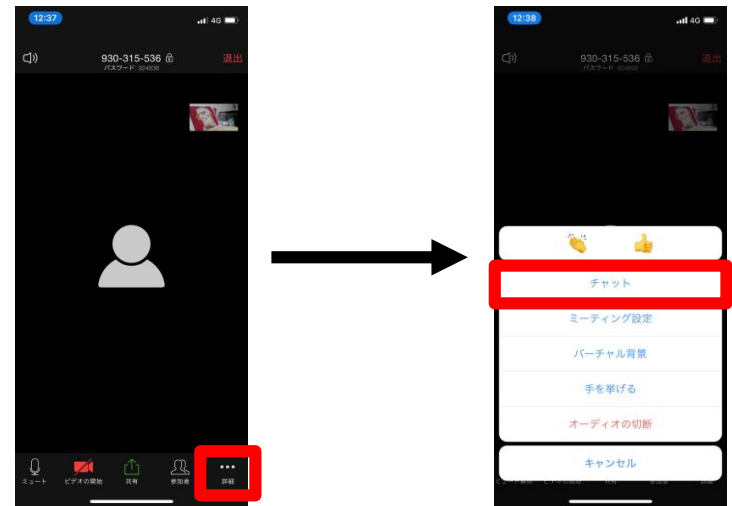 12:37
4G
930-315-536
退出
ミュート
ビデオの開始
共有
参加者
詳細
12:38
4G
930-315-536
退出
チャット
ミーティング設定
バーチャル背景
手を挙げる
オーディオの切断
キャンセル